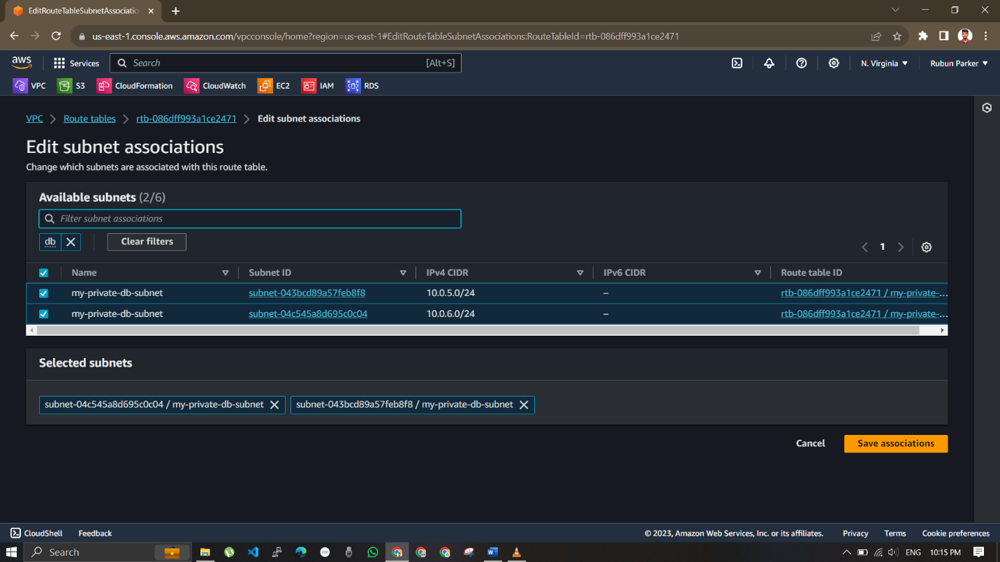 EditRouteTableSubnetAssociatio
us-east-1.console.aws.amazon.com/vpcconsole/home?region=us-east-1#EditRouteTableSubnetAssociations:RouteTableId=rtb-086dff993a1ce2471
aws Services Search [Alt+S] N. Virginia Rubun Parker
VPC S3 CloudFormation CloudWatch EC2 IAM RDS
VPC Route tables rtb-086dff993a1ce2471 Edit subnet associations
Edit subnet associations
Change which subnets are associated with this route table.
Available subnets (2/6)
Filter subnet associations
db Clear filters
1
Name Subnet ID IPv4 CIDR IPv6 CIDR Route table ID
my-private-db-subnet subnet-043bcd89a57feb8f8 10.0.5.0/24 – rtb-086dff993a1ce2471 / my-private-...
my-private-db-subnet subnet-04c545a8d695c0c04 10.0.6.0/24 – rtb-086dff993a1ce2471 / my-private-...
Selected subnets
subnet-04c545a8d695c0c04 / my-private-db-subnet subnet-043bcd89a57feb8f8 / my-private-db-subnet
Cancel Save associations
CloudShell Feedback © 2023, Amazon Web Services, Inc. or its affiliates. Privacy Terms Cookie preferences
Search ENG 10:15 PM